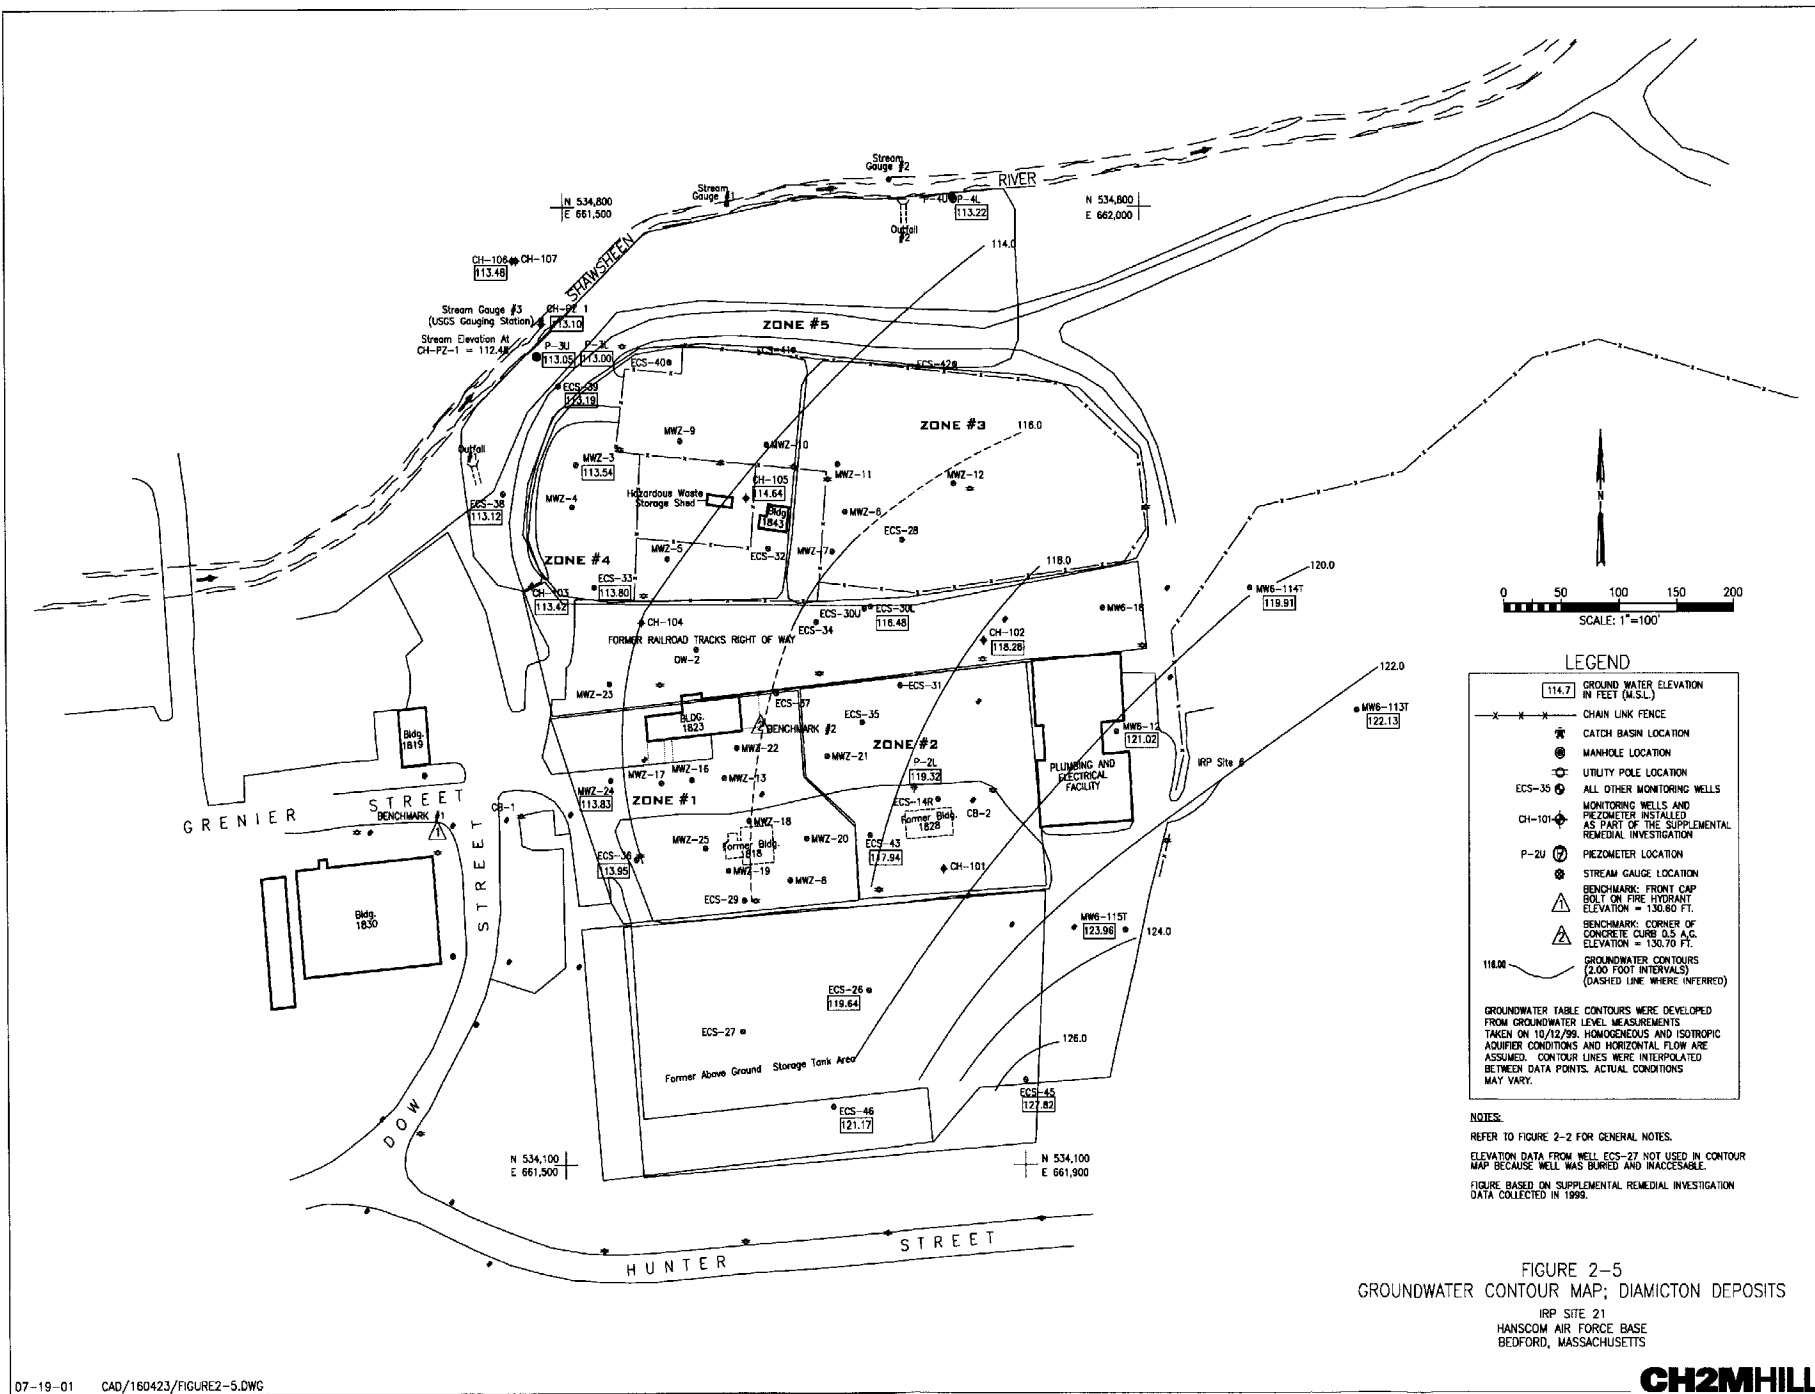 Stream
Gauge #2
RIVER
Stream
Gauge #1
N 534,800
E 661,500
P-4U
P-4L
113.22
N 534,800
E 662,000
Outfall
#2
114.0
SHAWSHEEN
CH-106
CH-107
113.48
Stream Gauge #3
(USGS Gauging Station)
CH-PZ 1
113.10
Stream Elevation At
CH-PZ-1 = 112.48
P-3U
113.05
P-3L
113.00
ZONE #5
ECS-40
ECS-42
ECS-39
113.19
ZONE #3
116.0
MWZ-9
MWZ-10
Outfall
#1
MWZ-3
113.54
MWZ-11
MWZ-12
CH-105
114.64
Hazardous Waste
Storage Shed
MWZ-4
ECS-38
113.12
Bldg
1843
MWZ-6
ECS-28
MWZ-5
ECS-32
MWZ-7
ZONE #4
118.0
120.0
ECS-33
113.80
CH-103
113.42
MW6-114T
119.91
ECS-30U
ECS-30L
116.48
MW6-16
CH-104
ECS-34
FORMER RAILROAD TRACKS RIGHT OF WAY
OW-2
CH-102
118.26
122.0
MWZ-23
ECS-31
ECS-37
MW6-113T
122.13
BLDG.
1823
2
BENCHMARK #2
ECS-35
MW6-12
121.02
Bldg.
1819
MWZ-22
ZONE #2
MWZ-21
P-2L
119.32
PLUMBING AND
ELECTRICAL
FACILITY
IRP Site 6
MWZ-17
MWZ-16
MWZ-13
MWZ-24
113.83
ZONE #1
GRENIER STREET
CB-1
BENCHMARK #1
1
ECS-14R
CB-2
Former Bldg.
1828
MWZ-18
MWZ-20
MWZ-25
Former Bldg.
1818
ECS-43
117.94
ECS-36
113.95
MWZ-19
MWZ-8
CH-101
ECS-29
Bldg.
1830
DOW STREET
MW6-115T
123.96
124.0
ECS-26
119.64
ECS-27
126.0
Former Above Ground Storage Tank Area
ECS-45
127.82
ECS-46
121.17
N 534,100
E 661,500
N 534,100
E 661,900
HUNTER STREET
N
0 50 100 150 200
SCALE: 1"=100'
LEGEND
114.7 GROUND WATER ELEVATION
IN FEET (M.S.L.)
CHAIN LINK FENCE
CATCH BASIN LOCATION
MANHOLE LOCATION
UTILITY POLE LOCATION
ECS-35 ALL OTHER MONITORING WELLS
CH-101 MONITORING WELLS AND
PIEZOMETER INSTALLED
AS PART OF THE SUPPLEMENTAL
REMEDIAL INVESTIGATION
P-2U PIEZOMETER LOCATION
STREAM GAUGE LOCATION
1 BENCHMARK: FRONT CAP
BOLT ON FIRE HYDRANT
ELEVATION = 130.60 FT.
2 BENCHMARK: CORNER OF
CONCRETE CURB 0.5 A.G.
ELEVATION = 130.70 FT.
116.00 GROUNDWATER CONTOURS
(2.00 FOOT INTERVALS)
(DASHED LINE WHERE INFERRED)
GROUNDWATER TABLE CONTOURS WERE DEVELOPED
FROM GROUNDWATER LEVEL MEASUREMENTS
TAKEN ON 10/12/99. HOMOGENEOUS AND ISOTROPIC
AQUIFIER CONDITIONS AND HORIZONTAL FLOW ARE
ASSUMED. CONTOUR LINES WERE INTERPOLATED
BETWEEN DATA POINTS. ACTUAL CONDITIONS
MAY VARY.
NOTES:
REFER TO FIGURE 2-2 FOR GENERAL NOTES.
ELEVATION DATA FROM WELL ECS-27 NOT USED IN CONTOUR
MAP BECAUSE WELL WAS BURIED AND INACCESABLE.
FIGURE BASED ON SUPPLEMENTAL REMEDIAL INVESTIGATION
DATA COLLECTED IN 1999.
FIGURE 2-5
GROUNDWATER CONTOUR MAP; DIAMICTON DEPOSITS
IRP SITE 21
HANSCOM AIR FORCE BASE
BEDFORD, MASSACHUSETTS
CH2MHILL
07-19-01 CAD/160423/FIGURE2-5.DWG